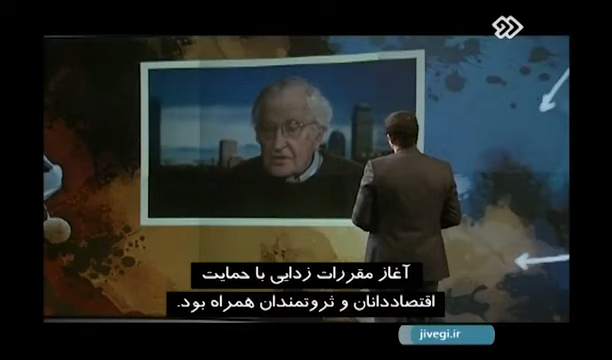 آغاز مقررات زدایی با حمایت
اقتصاددانان و ثروتمندان همراه بود.
jivegi.ir